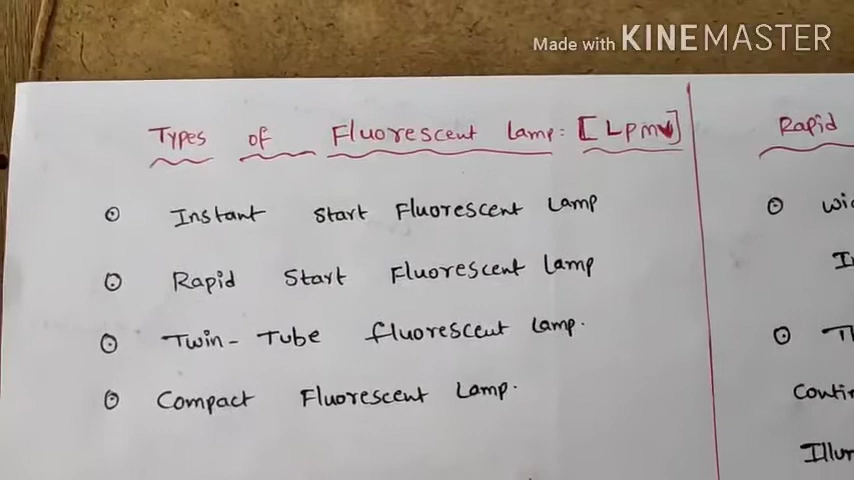 Made with KINEMASTER
Types of Fluorescent Lamp: [LPMV]
Instant Start Fluorescent Lamp
Rapid Start Fluorescent Lamp
Twin-Tube fluorescent Lamp.
Compact Fluorescent Lamp.
Rapid